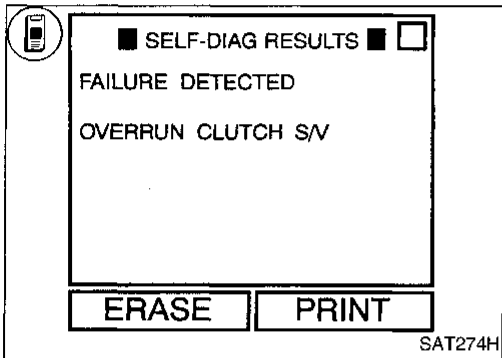 ■ SELF-DIAG RESULTS ■ □
FAILURE DETECTED
OVERRUN CLUTCH S/V
ERASE PRINT
SAT274H